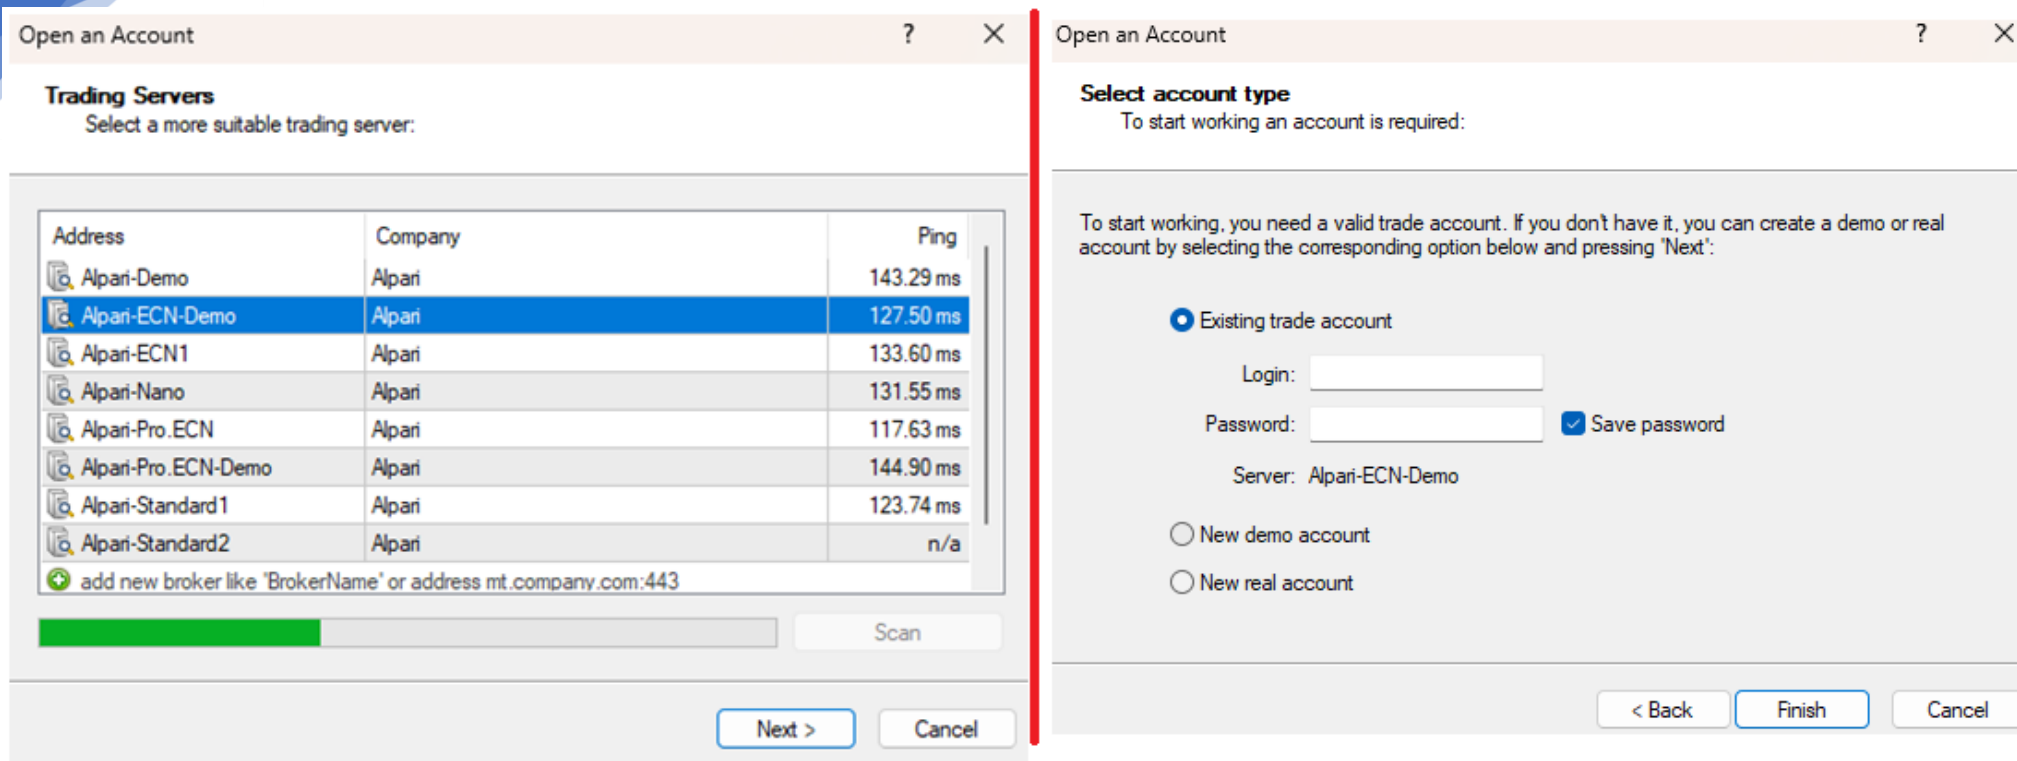 Open an Account
?
Trading Servers
Select a more suitable trading server:
Address Company Ping
Alpari-Demo Alpari 143.29 ms
Alpari-ECN-Demo Alpari 127.50 ms
Alpari-ECN1 Alpari 133.60 ms
Alpari-Nano Alpari 131.55 ms
Alpari-Pro.ECN Alpari 117.63 ms
Alpari-Pro.ECN-Demo Alpari 144.90 ms
Alpari-Standard1 Alpari 123.74 ms
Alpari-Standard2 Alpari n/a
add new broker like 'BrokerName' or address mt.company.com:443
Scan
Next > Cancel
Open an Account
?
Select account type
To start working an account is required:
To start working, you need a valid trade account. If you don't have it, you can create a demo or real
account by selecting the corresponding option below and pressing 'Next':
Existing trade account
Login:
Password: Save password
Server: Alpari-ECN-Demo
New demo account
New real account
< Back Finish Cancel